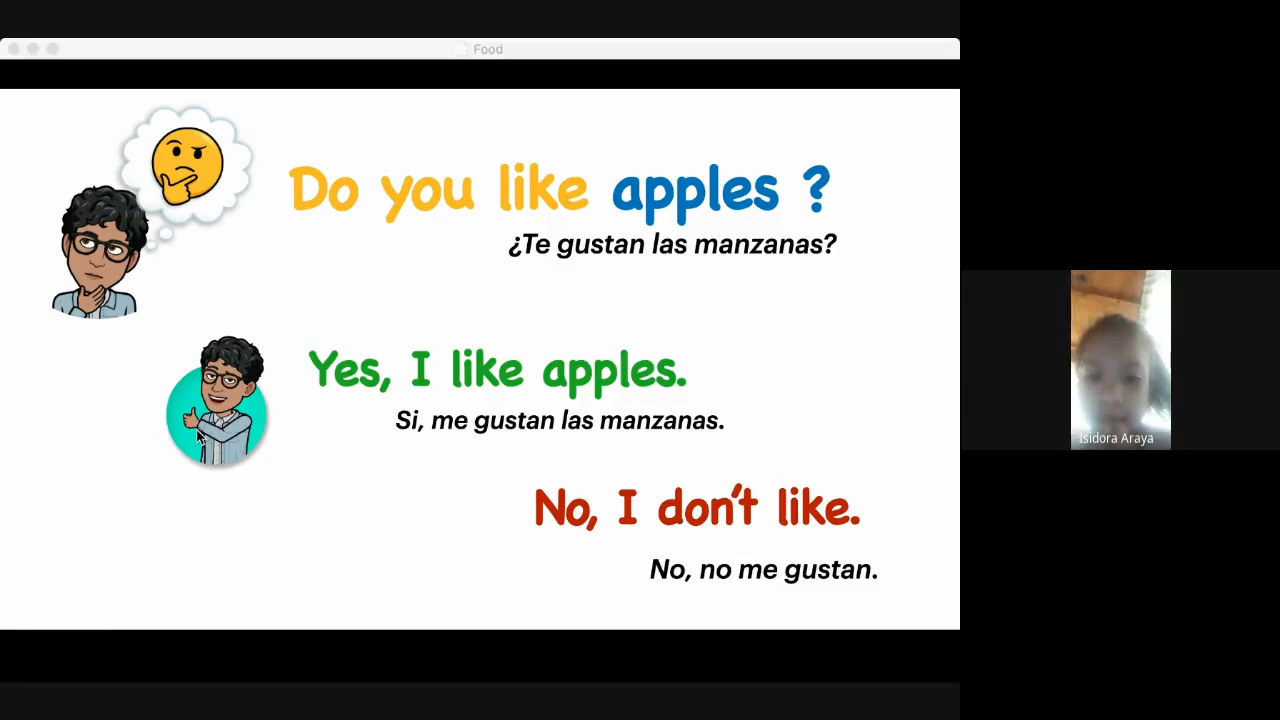 Food
Do you like apples ?
¿Te gustan las manzanas?
Yes, I like apples.
Si, me gustan las manzanas.
No, I don't like.
No, no me gustan.
Isidora Araya